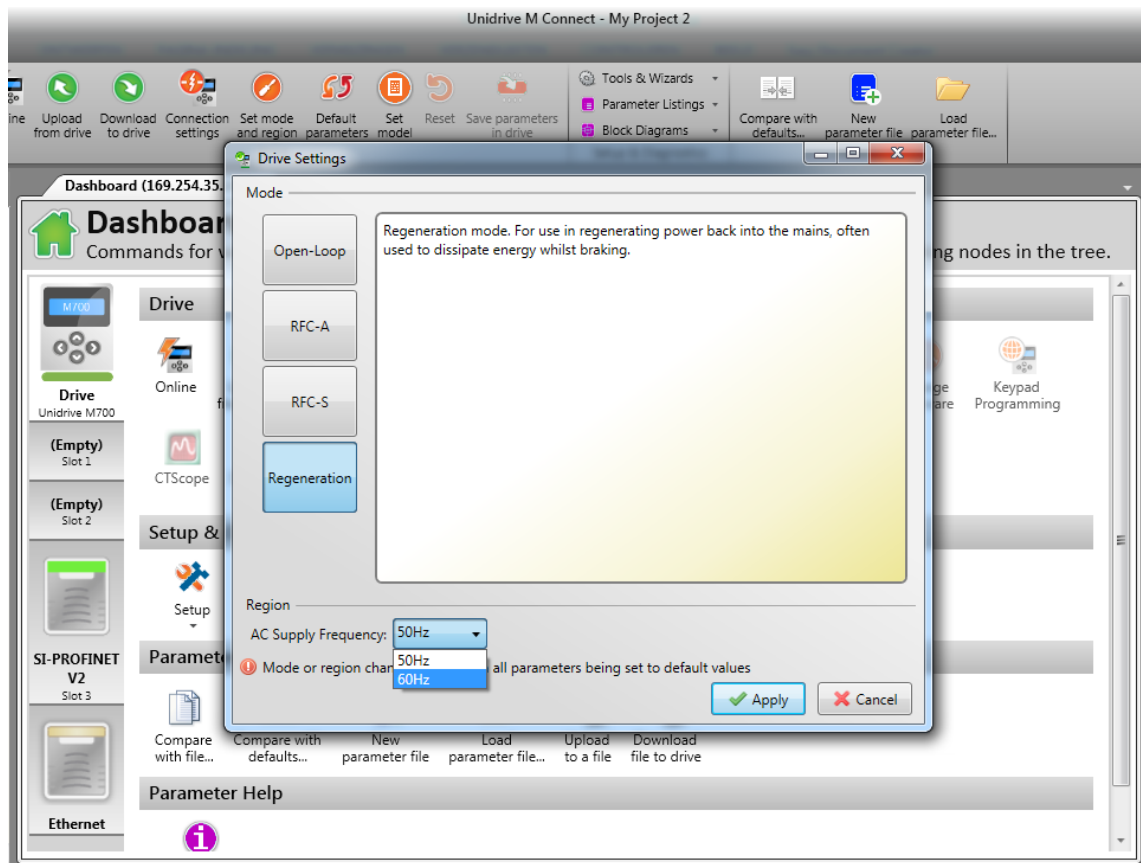 Unidrive M Connect - My Project 2
Tools & Wizards
Parameter Listings
Block Diagrams
ine Upload Download Connection Set mode Default Set Reset Save parameters Compare with New Load
from drive to drive settings and region parameters model in drive defaults... parameter file parameter file...
Drive Settings
Dashboard (169.254.35.
Mode
Dashboar
Commands for v
ng nodes in the tree.
Open-Loop
RFC-A
RFC-S
Regeneration
Regeneration mode. For use in regenerating power back into the mains, often
used to dissipate energy whilst braking.
M700
Drive
Unidrive M700
(Empty)
Slot 1
(Empty)
Slot 2
SI-PROFINET
V2
Slot 3
Ethernet
Drive
Online
Keypad
Programming
ge
are
CTScope
Setup &
Setup
Region
AC Supply Frequency: 50Hz
50Hz
60Hz
Mode or region chan all parameters being set to default values
Apply Cancel
Paramete
Compare Compare with New Load Upload Download
with file... defaults... parameter file parameter file... to a file file to drive
Parameter Help